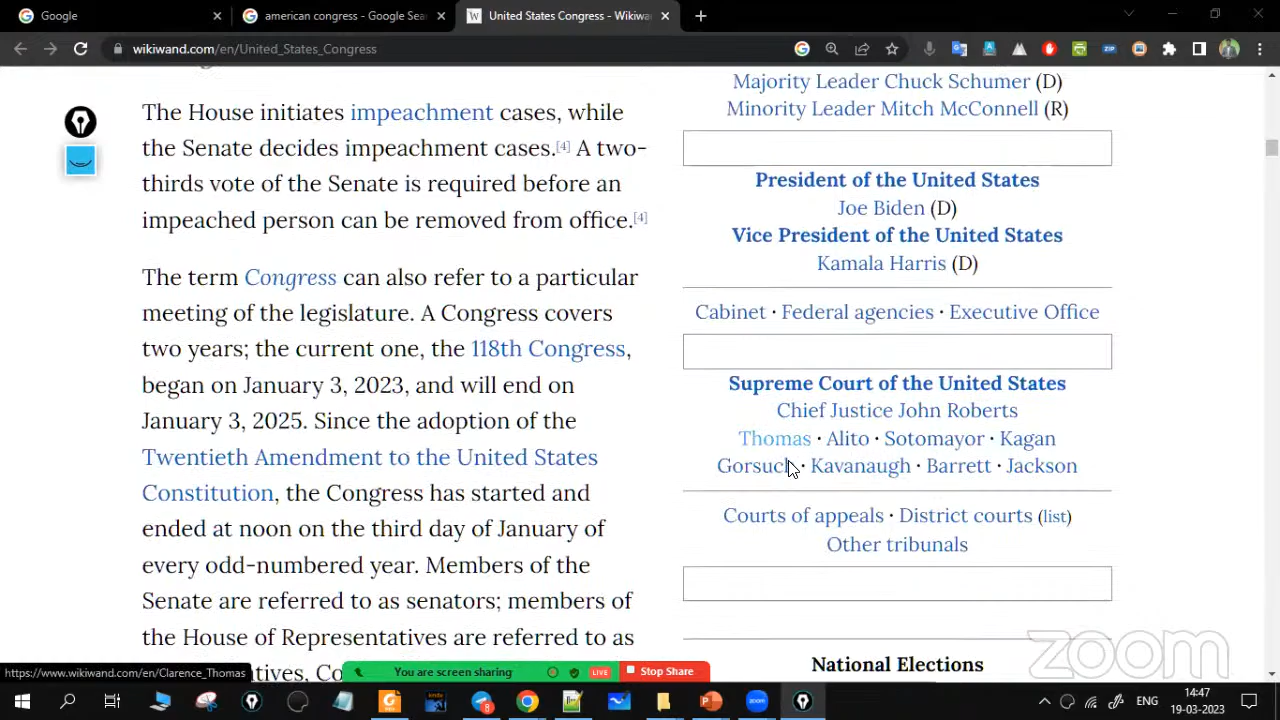 Google
american congress - Google Sear
United States Congress - Wikiwa
wikiwand.com/en/United_States_Congress
The House initiates impeachment cases, while
the Senate decides impeachment cases.[4] A two-
thirds vote of the Senate is required before an
impeached person can be removed from office.[4]
The term Congress can also refer to a particular
meeting of the legislature. A Congress covers
two years; the current one, the 118th Congress,
began on January 3, 2023, and will end on
January 3, 2025. Since the adoption of the
Twentieth Amendment to the United States
Constitution, the Congress has started and
ended at noon on the third day of January of
every odd-numbered year. Members of the
Senate are referred to as senators; members of
the House of Representatives are referred to as
tatives, Co
Majority Leader Chuck Schumer (D)
Minority Leader Mitch McConnell (R)
President of the United States
Joe Biden (D)
Vice President of the United States
Kamala Harris (D)
Cabinet · Federal agencies · Executive Office
Supreme Court of the United States
Chief Justice John Roberts
Thomas · Alito · Sotomayor · Kagan
Gorsuch · Kavanaugh · Barrett · Jackson
Courts of appeals · District courts (list)
Other tribunals
National Elections
zoom
https://www.wikiwand.com/en/Clarence_Thomas
You are screen sharing
LIVE
Stop Share
ZIP
kindle
8
zoom
ENG
14:47
19-03-2023